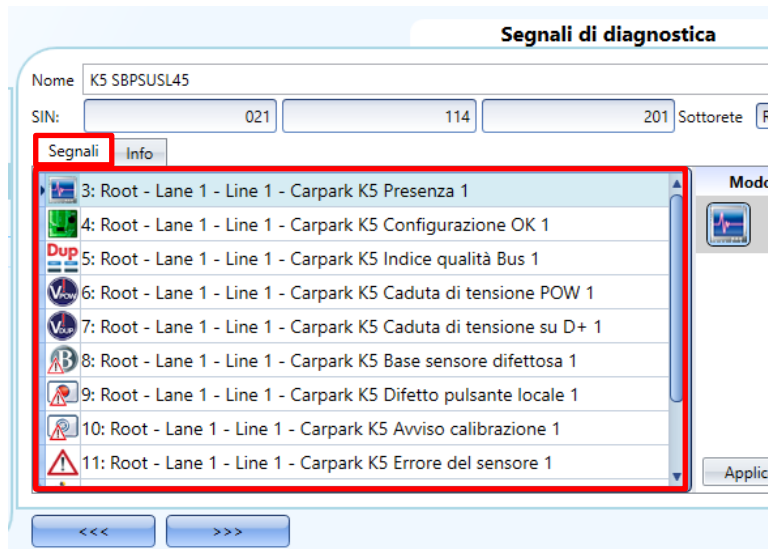 Segnali di diagnostica
Nome K5 SBPSUSL45
SIN: 021 114 201 Sottorete
Segnali Info
3: Root - Lane 1 - Line 1 - Carpark K5 Presenza 1
Modo
4: Root - Lane 1 - Line 1 - Carpark K5 Configurazione OK 1
Dup 5: Root - Lane 1 - Line 1 - Carpark K5 Indice qualità Bus 1
VPOW 6: Root - Lane 1 - Line 1 - Carpark K5 Caduta di tensione POW 1
VDUP 7: Root - Lane 1 - Line 1 - Carpark K5 Caduta di tensione su D+ 1
B 8: Root - Lane 1 - Line 1 - Carpark K5 Base sensore difettosa 1
9: Root - Lane 1 - Line 1 - Carpark K5 Difetto pulsante locale 1
10: Root - Lane 1 - Line 1 - Carpark K5 Avviso calibrazione 1
11: Root - Lane 1 - Line 1 - Carpark K5 Errore del sensore 1
Applic
<<< >>>